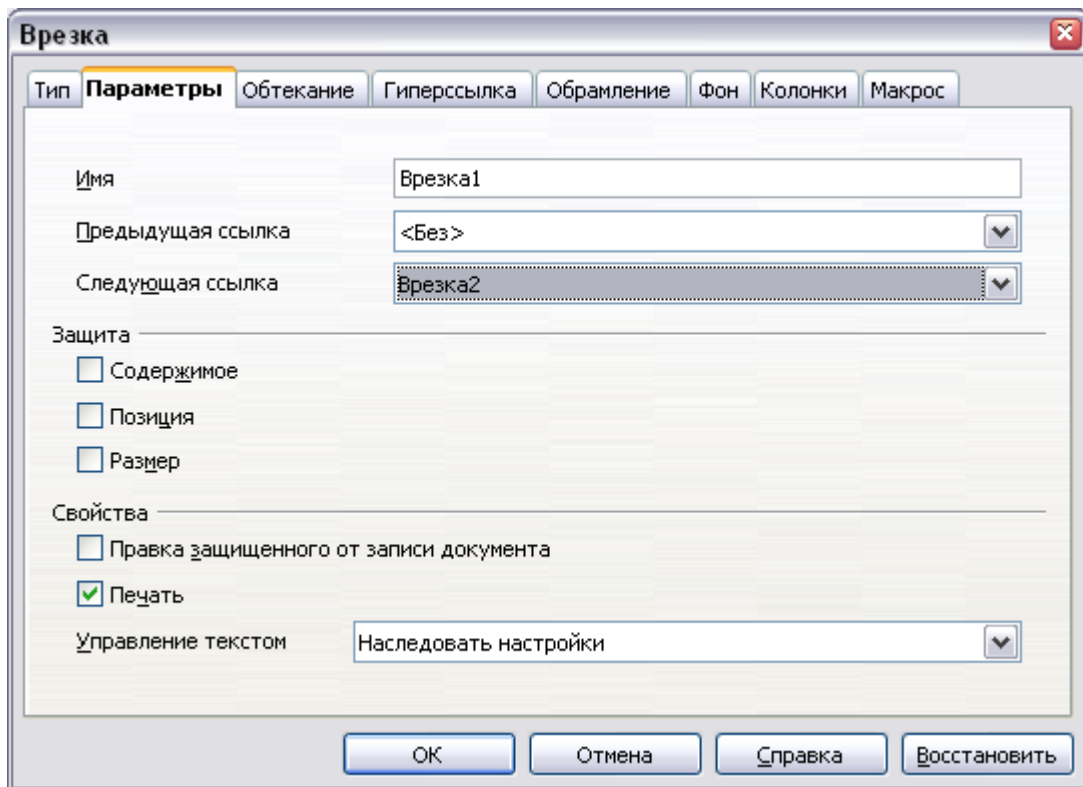 Врезка
Тип Параметры Обтекание Гиперссылка Обрамление Фон Колонки Макрос
Имя Врезка1
Предыдущая ссылка <Без>
Следующая ссылка Врезка2
Защита
Содержимое
Позиция
Размер
Свойства
Правка защищенного от записи документа
Печать
Управление текстом Наследовать настройки
ОК Отмена Справка Восстановить